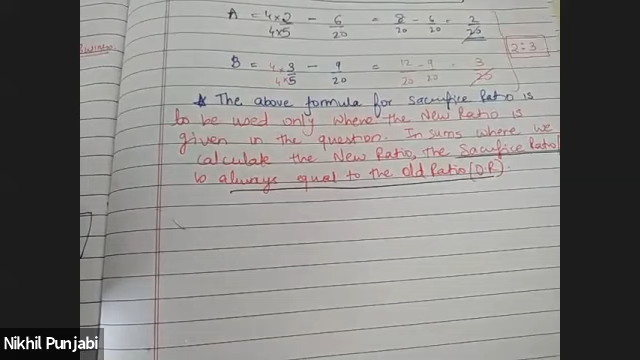 A = 4×2/4×5 - 6/20 = 8/20 - 6/20 = 2/20
2:3
B = 4×3/4×5 - 9/20 = 12/20 - 9/20 = 3/20
* The above formula for Sacrifice Ratio is
to be used only where the New Ratio is
given in the question. In sums where we
calculate the New Ratio, the Sacrifice Ratio
is always equal to the Old Ratio (O.R).
Nikhil Punjabi